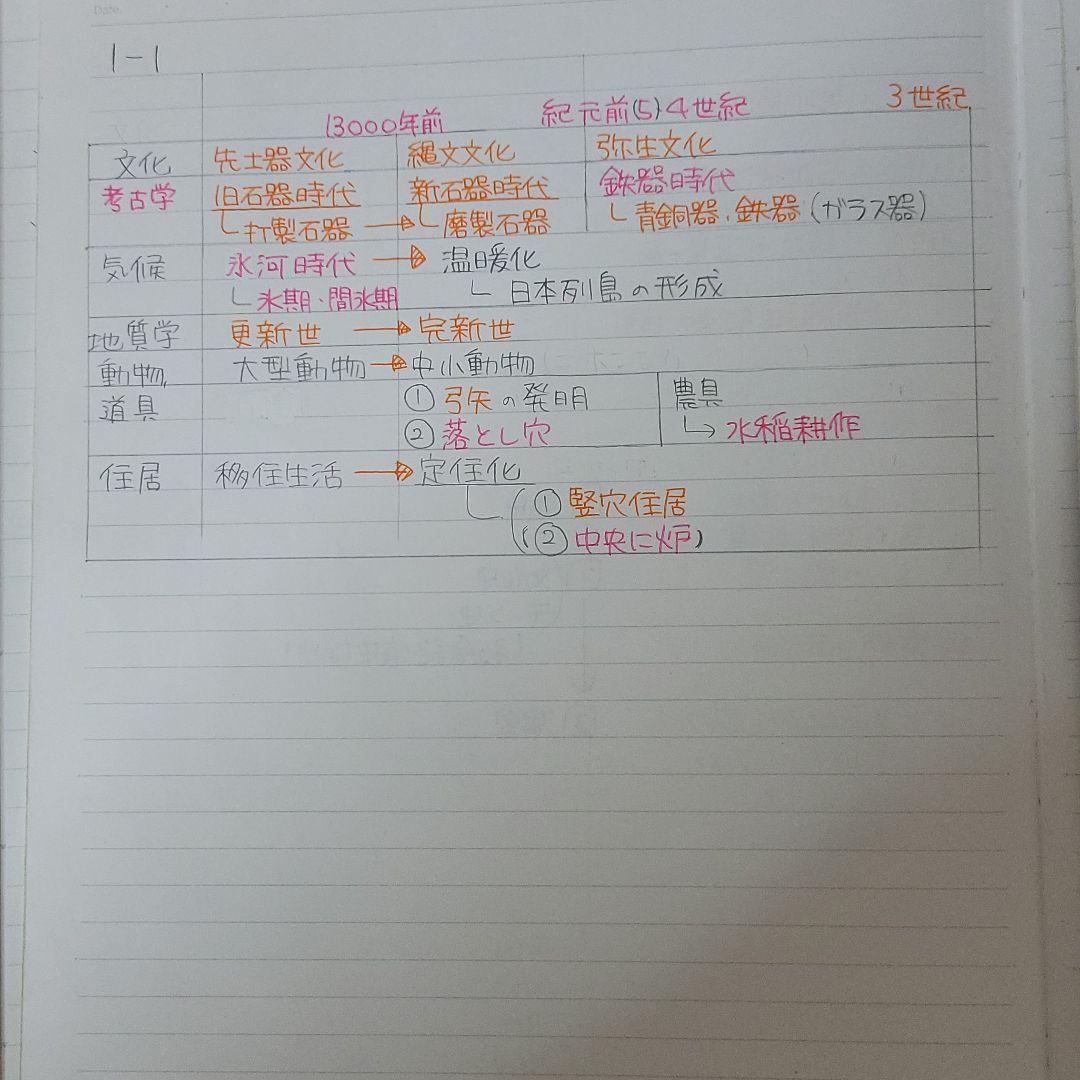 Date.
1-1
13000年前 紀元前(5)4世紀 3世紀
文化 先土器文化 縄文文化 弥生文化
考古学 旧石器時代 新石器時代 鉄器時代
└打製石器 → └磨製石器 └青銅器、鉄器(ガラス器)
気候 氷河時代 → 温暖化
└氷期・間氷期 └日本列島の形成
地質学 更新世 → 完新世
動物 大型動物 → 中小動物
道具 ①弓矢の発明 農具
②落とし穴 └→水稲耕作
住居 移住生活 → 定住化
└(①竪穴住居
(②中央に炉)